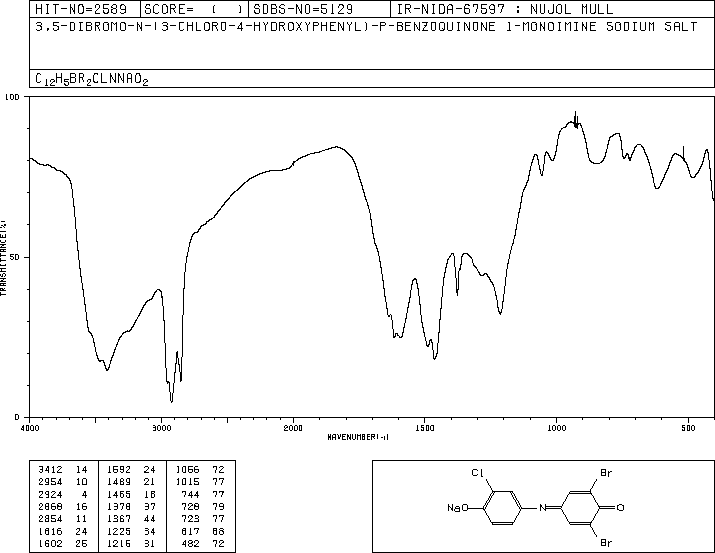 HIT-NO=2589 SCORE= ( ) SDBS-NO=5129 IR-NIDA-67597 : NUJOL MULL
3,5-DIBROMO-N-(3-CHLORO-4-HYDROXYPHENYL)-P-BENZOQUINONE 1-MONOIMINE SODIUM SALT
C12H5BR2CLNNAO2
100
TRANSMITTANCE(%)
50
0
4000 3000 2000 1500 1000 500
WAVENUMBER(-1)
3412 14 1592 24 1056 72
2954 10 1489 21 1015 77
2924 4 1465 18 744 77
2868 16 1378 37 728 79
2854 11 1367 44 723 77
1616 24 1225 34 617 68
1602 25 1215 31 482 72
Cl
Br
NaO
N
O
Br